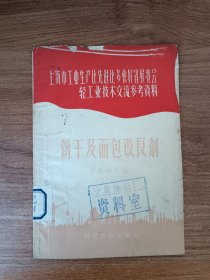 上海市工业生产比先进比多快好省展览会
轻工业技术交流参考资料
饼干及面包改良剂
资料室